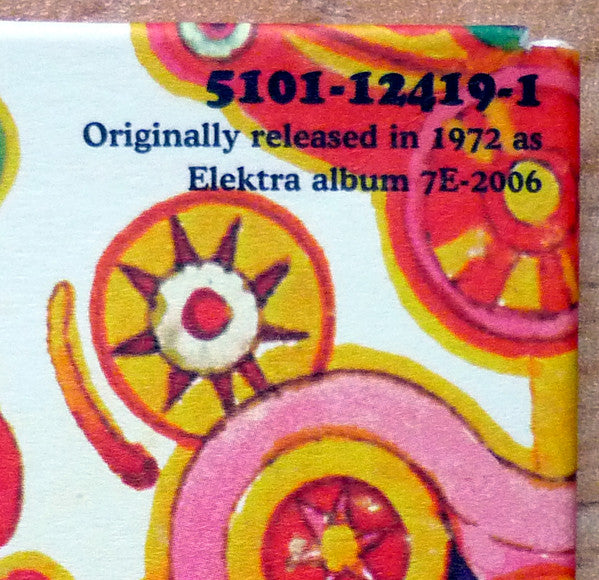 5101-12419-1
Originally released in 1972 as
Elektra album 7E-2006